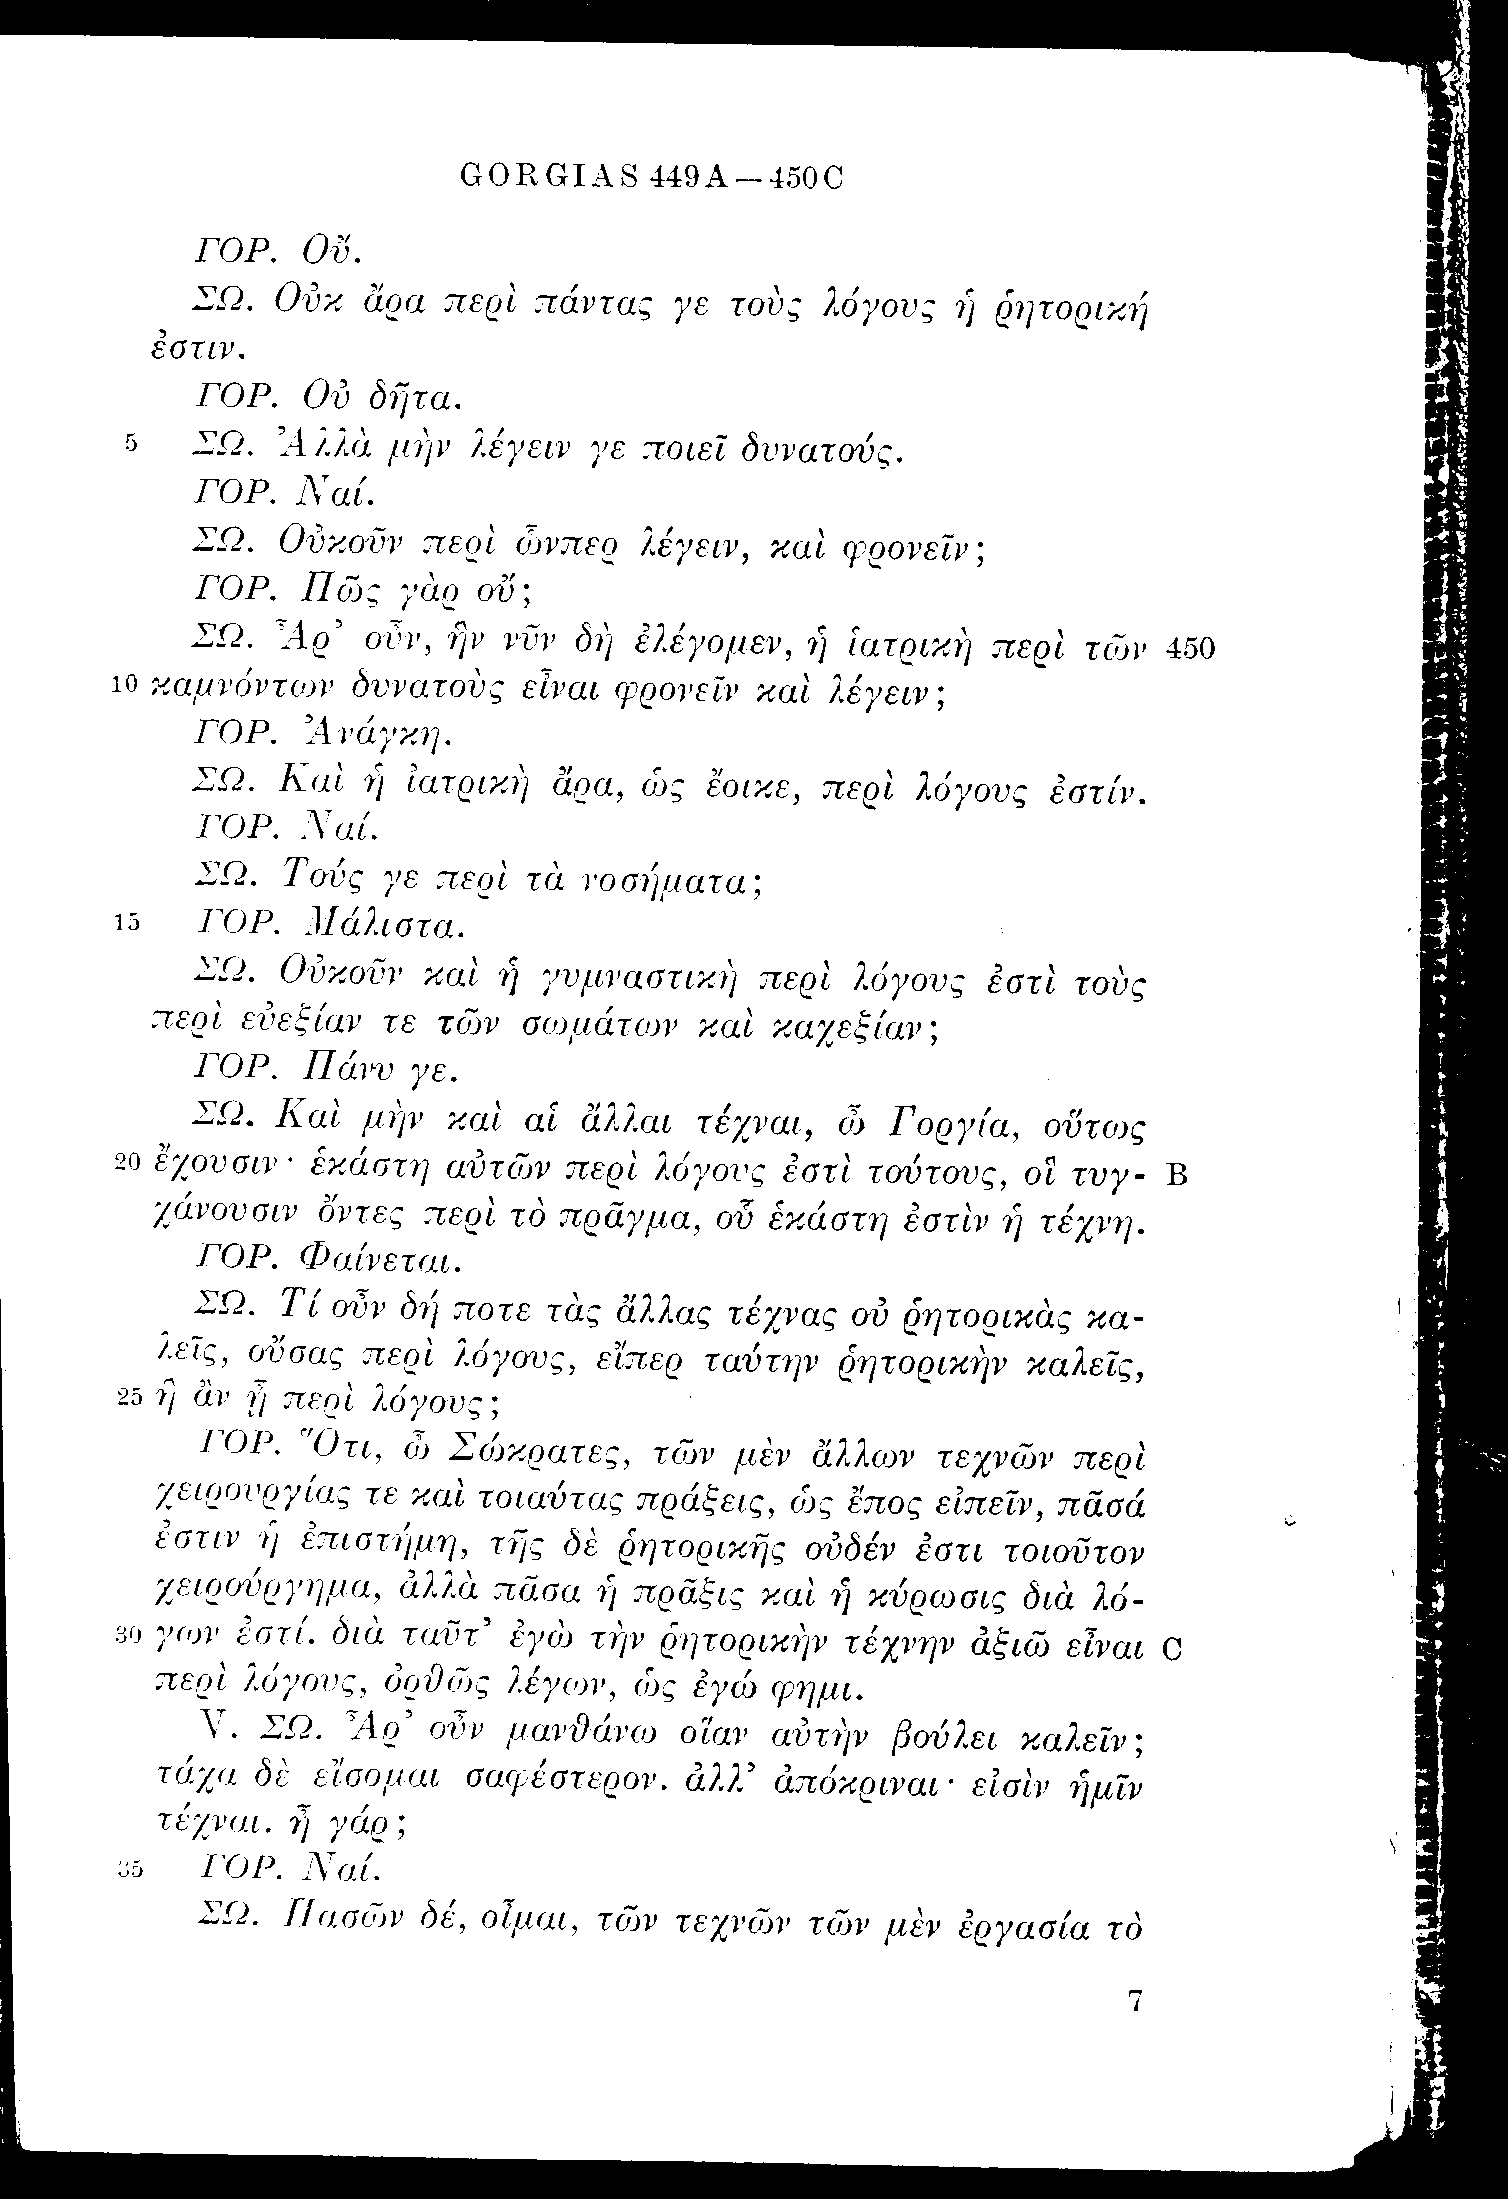 GORGIAS 449A—450C
ΓΟΡ. Οὔ.
ΣΩ. Οὐκ ἄρα περὶ πάντας γε τοὺς λόγους ἡ ῥητορική
ἐστιν.
ΓΟΡ. Οὐ δῆτα.
5 ΣΩ. Ἀλλὰ μὴν λέγειν γε ποιεῖ δυνατούς.
ΓΟΡ. Ναί.
ΣΩ. Οὐκοῦν περὶ ὧνπερ λέγειν, καὶ φρονεῖν;
ΓΟΡ. Πῶς γὰρ οὔ;
ΣΩ. Ἆρ’ οὖν, ἣν νῦν δὴ ἐλέγομεν, ἡ ἰατρικὴ περὶ τῶν 450
10 καμνόντων δυνατοὺς εἶναι φρονεῖν καὶ λέγειν;
ΓΟΡ. Ἀνάγκη.
ΣΩ. Καὶ ἡ ἰατρικὴ ἄρα, ὡς ἔοικε, περὶ λόγους ἐστίν.
ΓΟΡ. Ναί.
ΣΩ. Τούς γε περὶ τὰ νοσήματα;
15 ΓΟΡ. Μάλιστα.
ΣΩ. Οὐκοῦν καὶ ἡ γυμναστικὴ περὶ λόγους ἐστὶ τοὺς
περὶ εὐεξίαν τε τῶν σωμάτων καὶ καχεξίαν;
ΓΟΡ. Πάνυ γε.
ΣΩ. Καὶ μὴν καὶ αἱ ἄλλαι τέχναι, ὦ Γοργία, οὕτως
20 ἔχουσιν· ἑκάστη αὐτῶν περὶ λόγους ἐστὶ τούτους, οἳ τυγ- B
χάνουσιν ὄντες περὶ τὸ πρᾶγμα, οὗ ἑκάστη ἐστὶν ἡ τέχνη.
ΓΟΡ. Φαίνεται.
ΣΩ. Τί οὖν δή ποτε τὰς ἄλλας τέχνας οὐ ῥητορικὰς κα-
λεῖς, οὔσας περὶ λόγους, εἴπερ ταύτην ῥητορικὴν καλεῖς,
25 ἣ ἂν ᾖ περὶ λόγους;
ΓΟΡ. Ὅτι, ὦ Σώκρατες, τῶν μὲν ἄλλων τεχνῶν περὶ
χειρουργίας τε καὶ τοιαύτας πράξεις, ὡς ἔπος εἰπεῖν, πᾶσά
ἐστιν ἡ ἐπιστήμη, τῆς δὲ ῥητορικῆς οὐδέν ἐστι τοιοῦτον
χειρούργημα, ἀλλὰ πᾶσα ἡ πρᾶξις καὶ ἡ κύρωσις διὰ λό-
30 γων ἐστί. διὰ ταῦτ’ ἐγὼ τὴν ῥητορικὴν τέχνην ἀξιῶ εἶναι C
περὶ λόγους, ὀρθῶς λέγων, ὡς ἐγώ φημι.
V. ΣΩ. Ἆρ’ οὖν μανθάνω οἵαν αὐτὴν βούλει καλεῖν;
τάχα δὲ εἴσομαι σαφέστερον. ἀλλ’ ἀπόκριναι· εἰσὶν ἡμῖν
τέχναι. ἦ γάρ;
35 ΓΟΡ. Ναί.
ΣΩ. Πασῶν δέ, οἶμαι, τῶν τεχνῶν τῶν μὲν ἐργασία τὸ
7